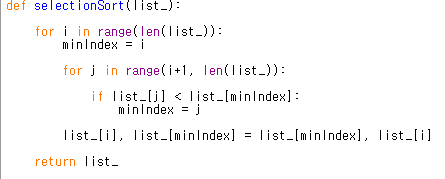 def selectionSort(list_):
for i in range(len(list_)):
minIndex = i
for j in range(i+1, len(list_)):
if list_[j] < list_[minIndex]:
minIndex = j
list_[i], list_[minIndex] = list_[minIndex], list_[i]
return list_